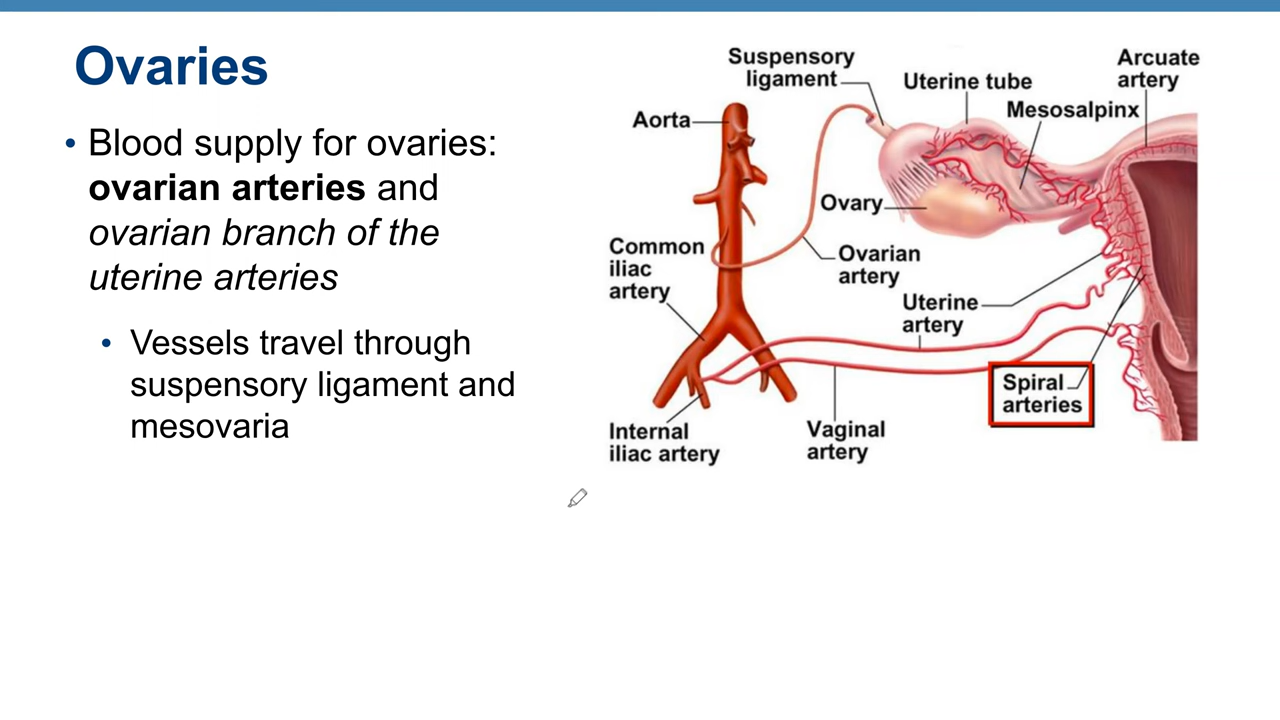 Ovaries
• Blood supply for ovaries:
ovarian arteries and
ovarian branch of the
uterine arteries
• Vessels travel through
suspensory ligament and
mesovaria
Suspensory
ligament
Arcuate
artery
Uterine tube
Mesosalpinx
Aorta
Ovary
Common
iliac
artery
Ovarian
artery
Uterine
artery
Spiral
arteries
Internal
iliac artery
Vaginal
artery